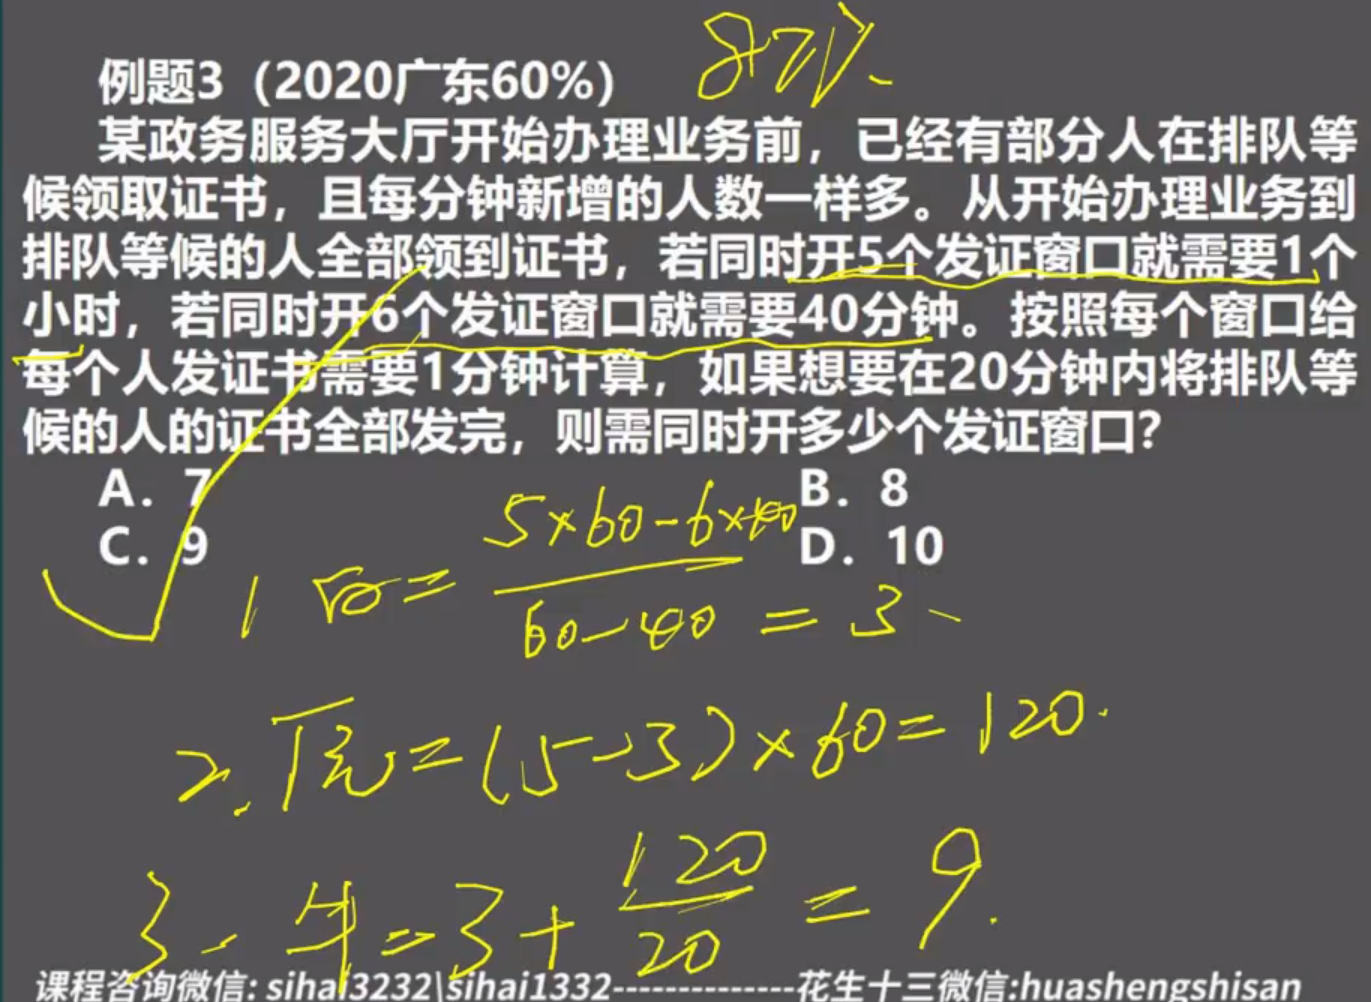 例题3（2020广东60%）
某政务服务大厅开始办理业务前，已经有部分人在排队等
候领取证书，且每分钟新增的人数一样多。从开始办理业务到
排队等候的人全部领到证书，若同时开5个发证窗口就需要1个
小时，若同时开6个发证窗口就需要40分钟。按照每个窗口给
每个人发证书需要1分钟计算，如果想要在20分钟内将排队等
候的人的证书全部发完，则需同时开多少个发证窗口？
A. 7 B. 8
C. 9 D. 10
5×60-6×40
1 = 60-40 = 3
2. 原=(5-3)×60=120.
3. 牛=3+120/20=9.
课程咨询微信: sihai3232\sihai1332--------------花生十三微信:huashengshisan